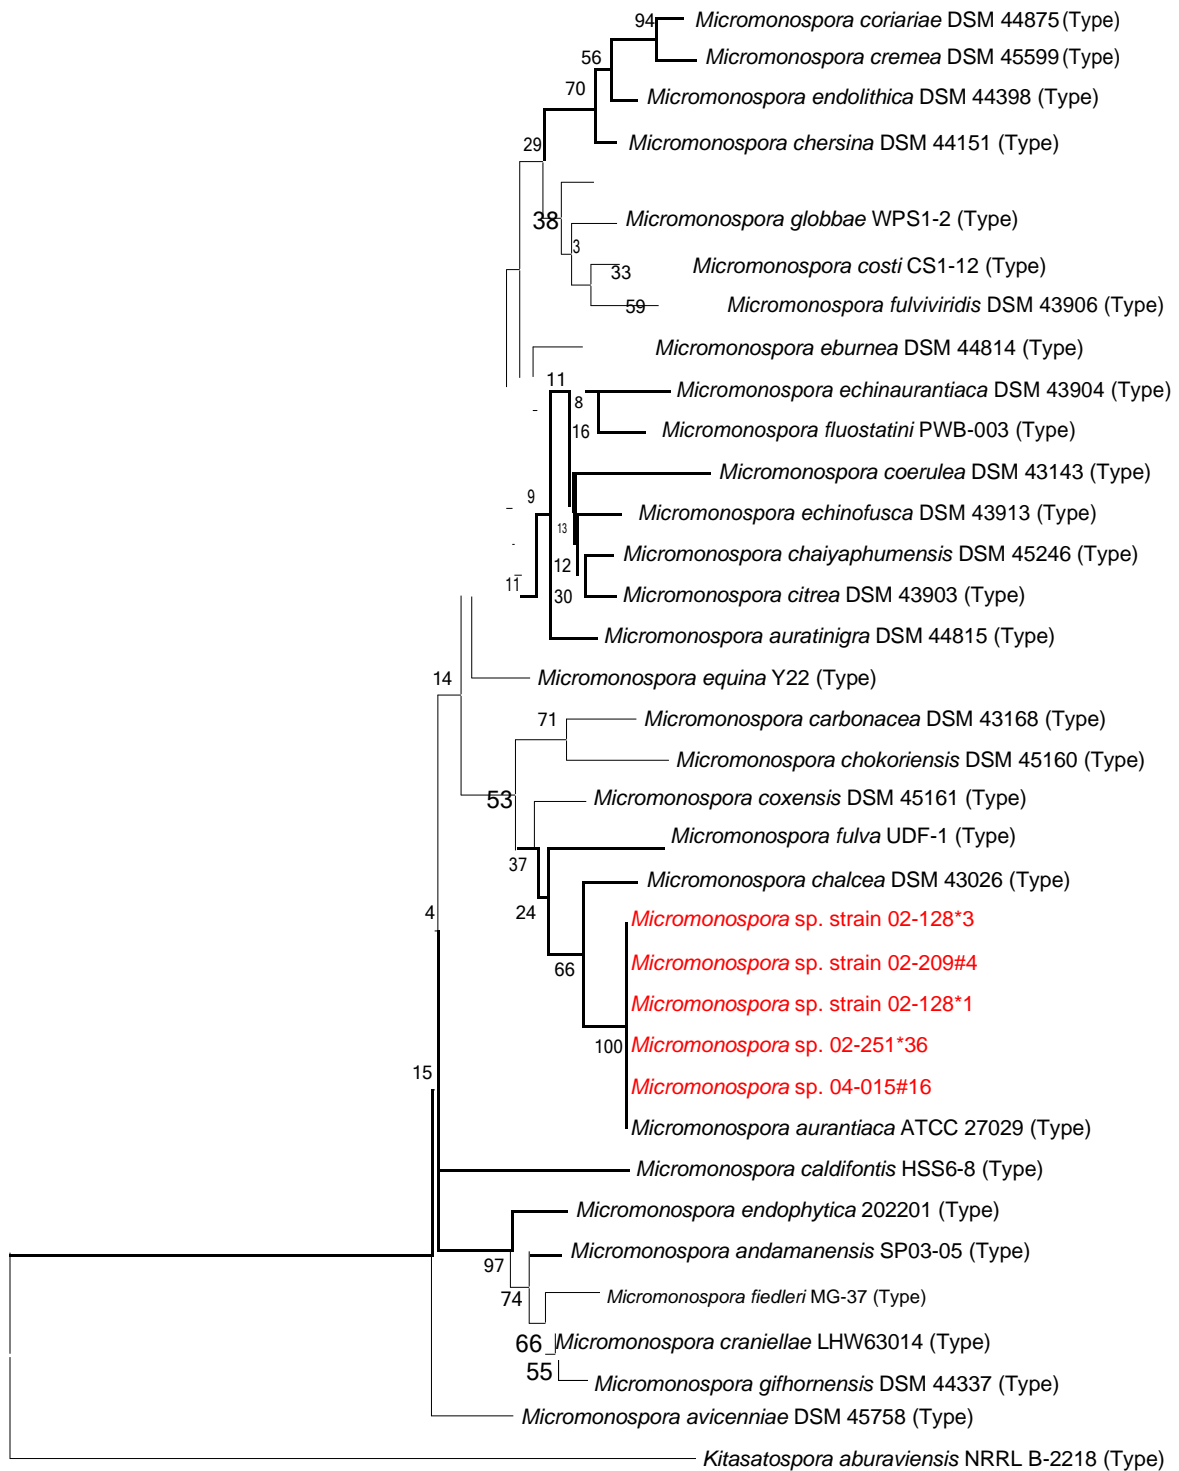 94 Micromonospora coriariae DSM 44875 (Type)
Micromonospora cremea DSM 45599 (Type)
56
70 Micromonospora endolithica DSM 44398 (Type)
29 Micromonospora chersina DSM 44151 (Type)
38 Micromonospora globbae WPS1-2 (Type)
3
33 Micromonospora costi CS1-12 (Type)
59 Micromonospora fulviviridis DSM 43906 (Type)
Micromonospora eburnea DSM 44814 (Type)
11
8 Micromonospora echinaurantiaca DSM 43904 (Type)
16 Micromonospora fluostatini PWB-003 (Type)
Micromonospora coerulea DSM 43143 (Type)
9
13 Micromonospora echinofusca DSM 43913 (Type)
12 Micromonospora chaiyaphumensis DSM 45246 (Type)
11 30 Micromonospora citrea DSM 43903 (Type)
Micromonospora auratinigra DSM 44815 (Type)
14 Micromonospora equina Y22 (Type)
71 Micromonospora carbonacea DSM 43168 (Type)
Micromonospora chokoriensis DSM 45160 (Type)
53 Micromonospora coxensis DSM 45161 (Type)
Micromonospora fulva UDF-1 (Type)
37
Micromonospora chalcea DSM 43026 (Type)
4 24 Micromonospora sp. strain 02-128*3
66 Micromonospora sp. strain 02-209#4
Micromonospora sp. strain 02-128*1
100 Micromonospora sp. 02-251*36
15 Micromonospora sp. 04-015#16
Micromonospora aurantiaca ATCC 27029 (Type)
Micromonospora caldifontis HSS6-8 (Type)
Micromonospora endophytica 202201 (Type)
97 Micromonospora andamanensis SP03-05 (Type)
74 Micromonospora fiedleri MG-37 (Type)
66 Micromonospora craniellae LHW63014 (Type)
55 Micromonospora gifhornensis DSM 44337 (Type)
Micromonospora avicenniae DSM 45758 (Type)
Kitasatospora aburaviensis NRRL B-2218 (Type)